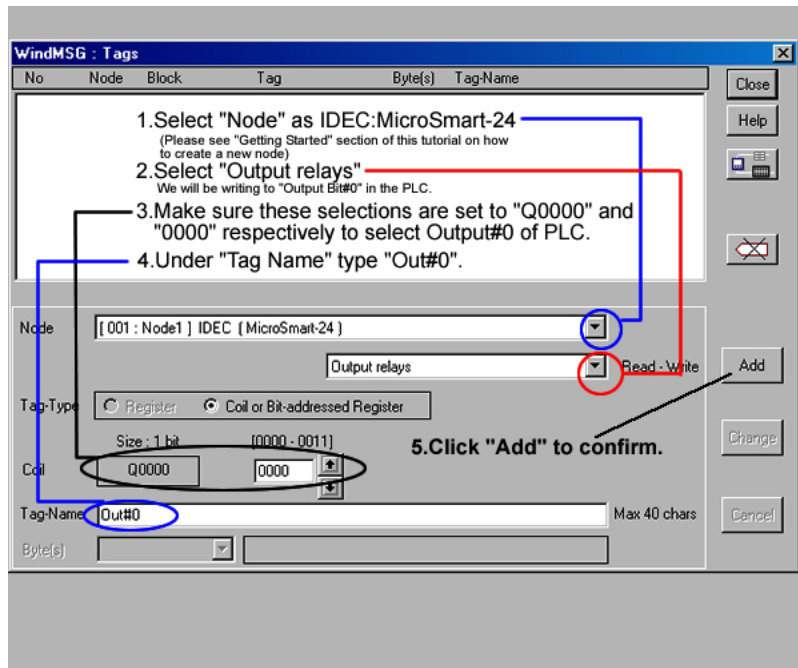 WindMSG : Tags
No Node Block Tag Byte(s) Tag-Name
Close
Help
1.Select "Node" as IDEC:MicroSmart-24
(Please see "Getting Started" section of this tutorial on how
to create a new node)
2.Select "Output relays"
We will be writing to "Output Bit#0" in the PLC.
3.Make sure these selections are set to "Q0000" and
"0000" respectively to select Output#0 of PLC.
4.Under "Tag Name" type "Out#0".
Node [ 001 : Node1 ] IDEC ( MicroSmart-24 )
Output relays Read - Write
Add
Tag-Type Register Coil or Bit-addressed Register
Size : 1 bit [0000 - 0011]
5.Click "Add" to confirm.
Change
Coil Q0000 0000
Tag-Name Out#0 Max 40 chars
Cancel
Byte(s)